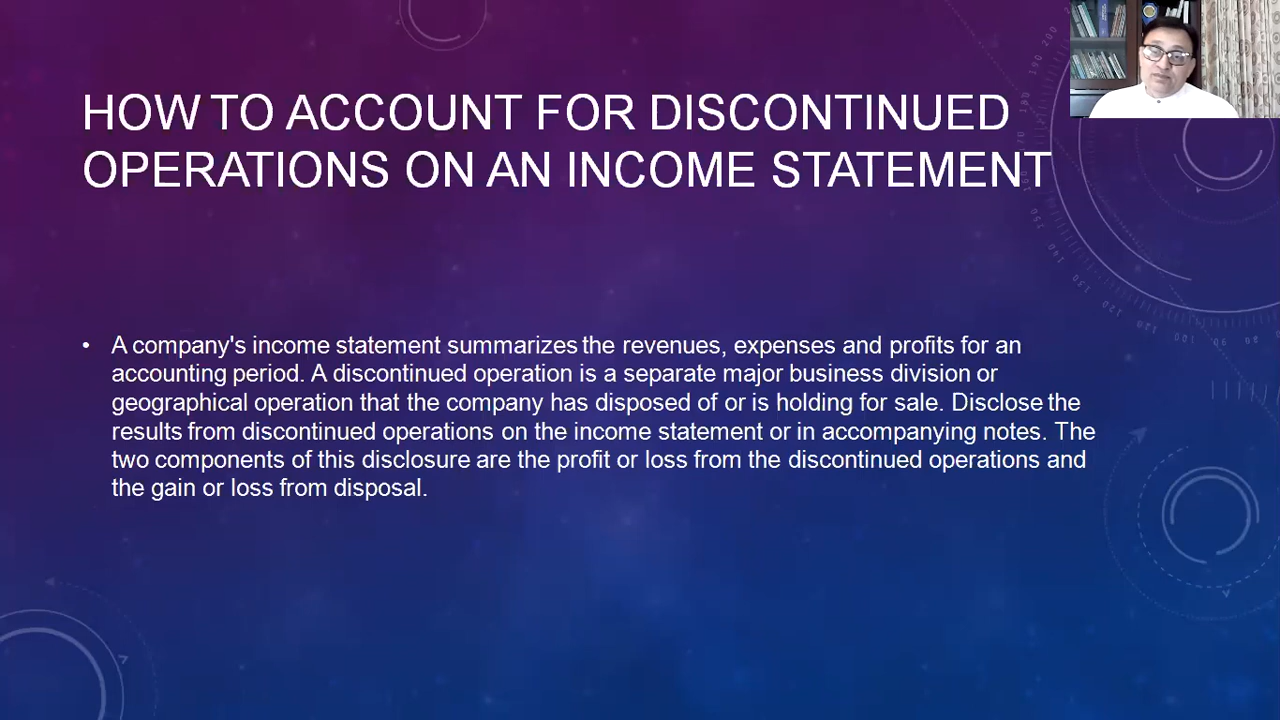 HOW TO ACCOUNT FOR DISCONTINUED
OPERATIONS ON AN INCOME STATEMENT
• A company's income statement summarizes the revenues, expenses and profits for an
accounting period. A discontinued operation is a separate major business division or
geographical operation that the company has disposed of or is holding for sale. Disclose the
results from discontinued operations on the income statement or in accompanying notes. The
two components of this disclosure are the profit or loss from the discontinued operations and
the gain or loss from disposal.